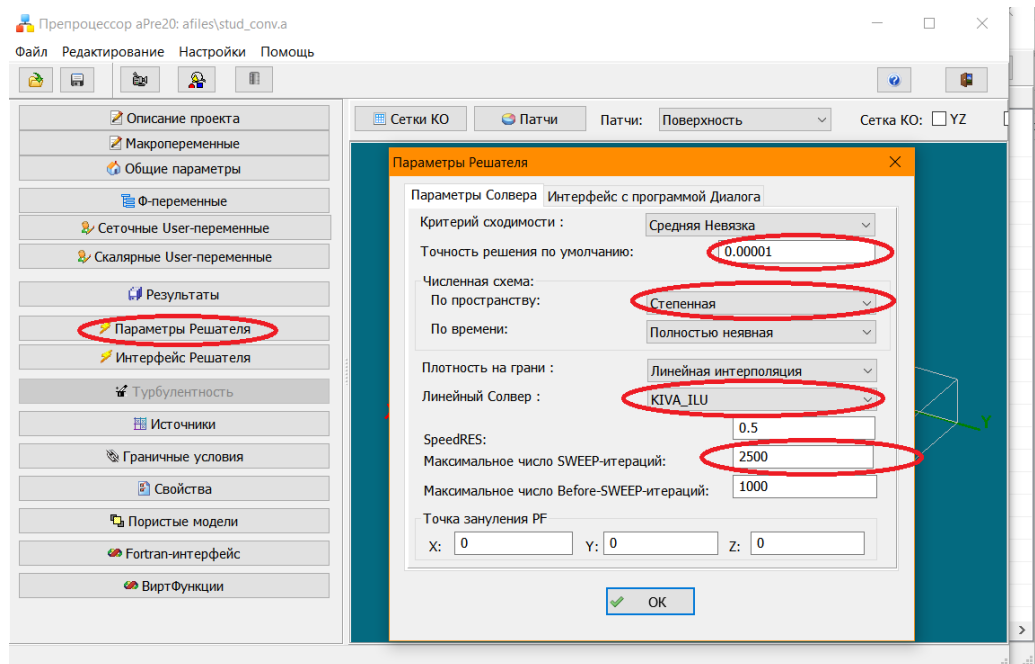 Препроцессор aPre20: afiles\stud_conv.a
Файл Редактирование Настройки Помощь
Описание проекта
Макропеременные
Общие параметры
Ф-переменные
Сеточные User-переменные
Скалярные User-переменные
Результаты
Параметры Решателя
Интерфейс Решателя
Турбулентность
Источники
Граничные условия
Свойства
Пористые модели
Fortran-интерфейс
ВиртФункции
Сетки КО Патчи Патчи: Поверхность Сетка КО: YZ
Параметры Решателя
Параметры Солвера Интерфейс с программой Диалога
Критерий сходимости : Средняя Невязка
Точность решения по умолчанию: 0.00001
Численная схема:
По пространству: Степенная
По времени: Полностью неявная
Плотность на грани : Линейная интерполяция
Линейный Солвер : KIVA_ILU
SpeedRES: 0.5
Максимальное число SWEEP-итераций: 2500
Максимальное число Before-SWEEP-итераций: 1000
Точка зануления PF
X: 0 Y: 0 Z: 0
OK
Y